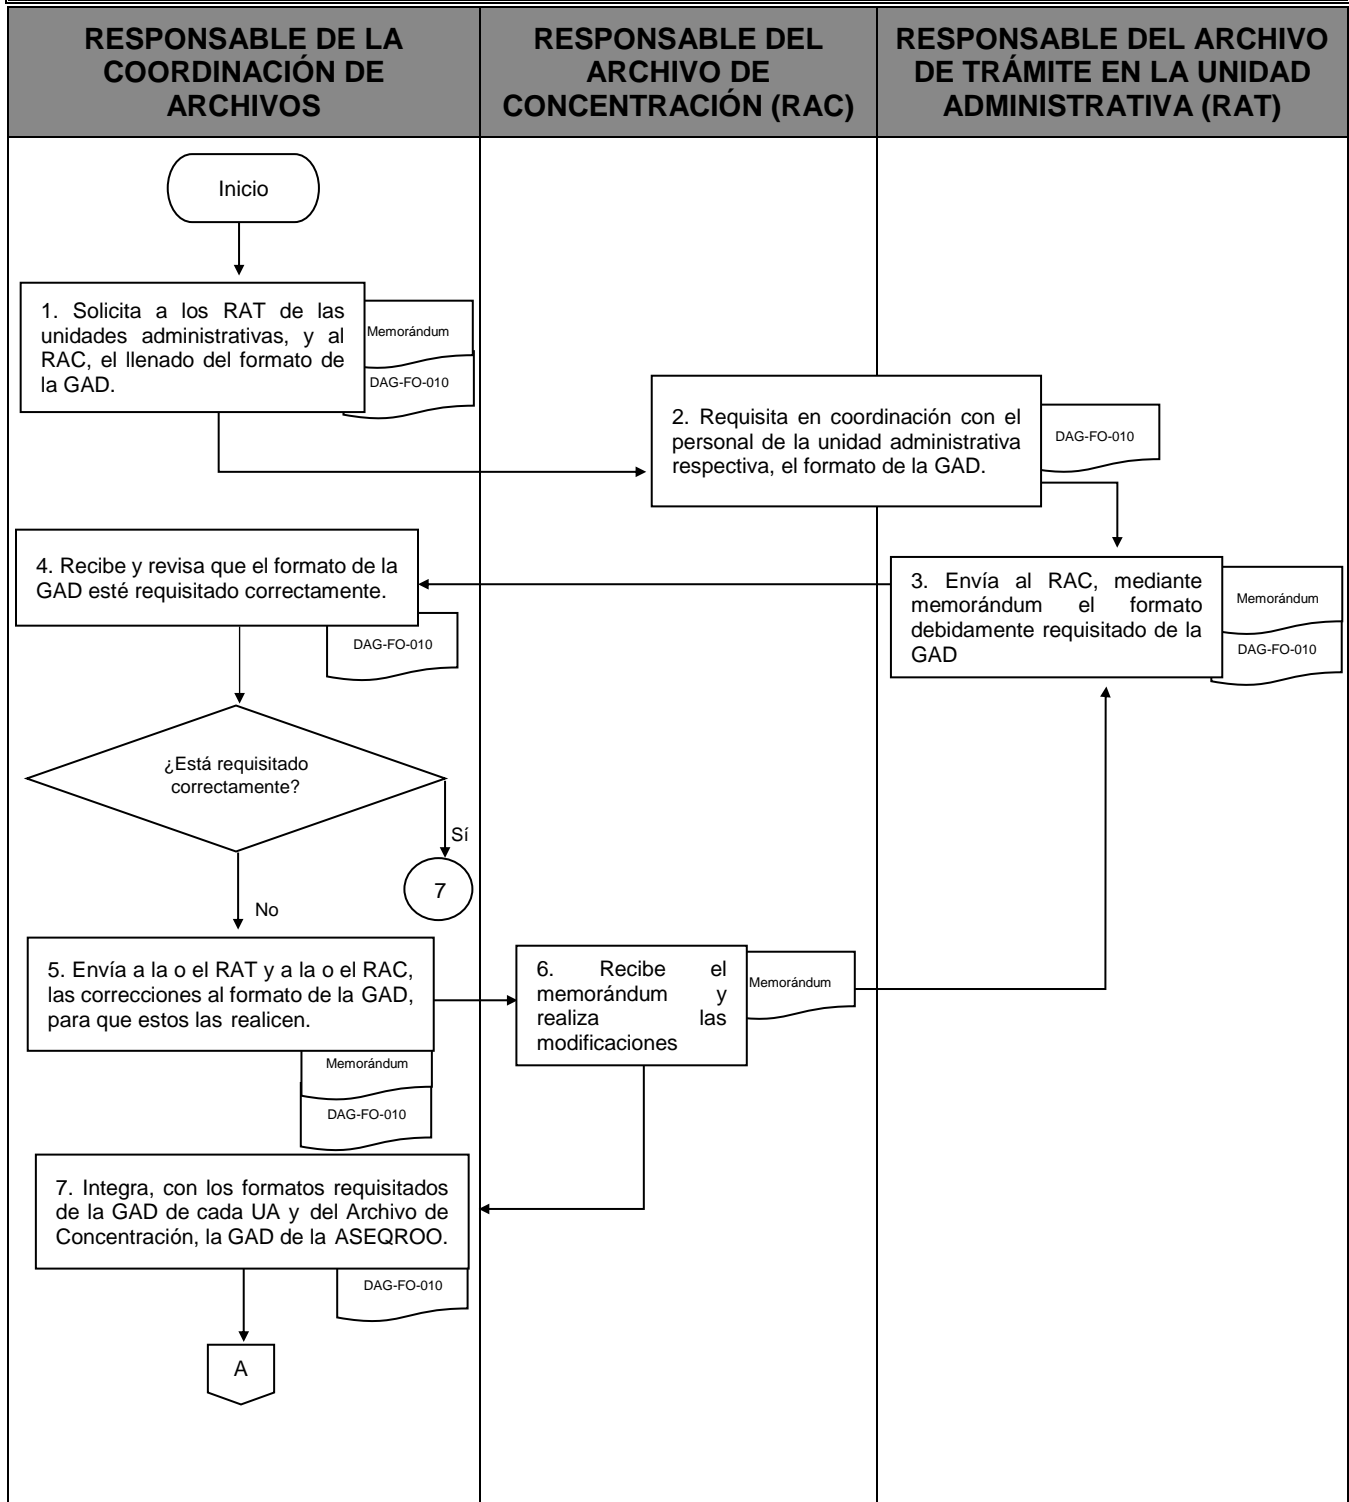 RESPONSABLE DE LA
COORDINACIÓN DE
ARCHIVOS
RESPONSABLE DEL
ARCHIVO DE
CONCENTRACIÓN (RAC)
RESPONSABLE DEL ARCHIVO
DE TRÁMITE EN LA UNIDAD
ADMINISTRATIVA (RAT)
Inicio
1. Solicita a los RAT de las
unidades administrativas, y al
RAC, el llenado del formato de
la GAD.
Memorándum
DAG-FO-010
2. Requisita en coordinación con el
personal de la unidad administrativa
respectiva, el formato de la GAD.
DAG-FO-010
3. Envía al RAC, mediante
memorándum el formato
debidamente requisitado de la
GAD
Memorándum
DAG-FO-010
4. Recibe y revisa que el formato de la
GAD esté requisitado correctamente.
DAG-FO-010
¿Está requisitado
correctamente?
Sí
7
No
5. Envía a la o el RAT y a la o el RAC,
las correcciones al formato de la GAD,
para que estos las realicen.
Memorándum
DAG-FO-010
6. Recibe el
memorándum y
realiza las
modificaciones
Memorándum
7. Integra, con los formatos requisitados
de la GAD de cada UA y del Archivo de
Concentración, la GAD de la ASEQROO.
DAG-FO-010
A